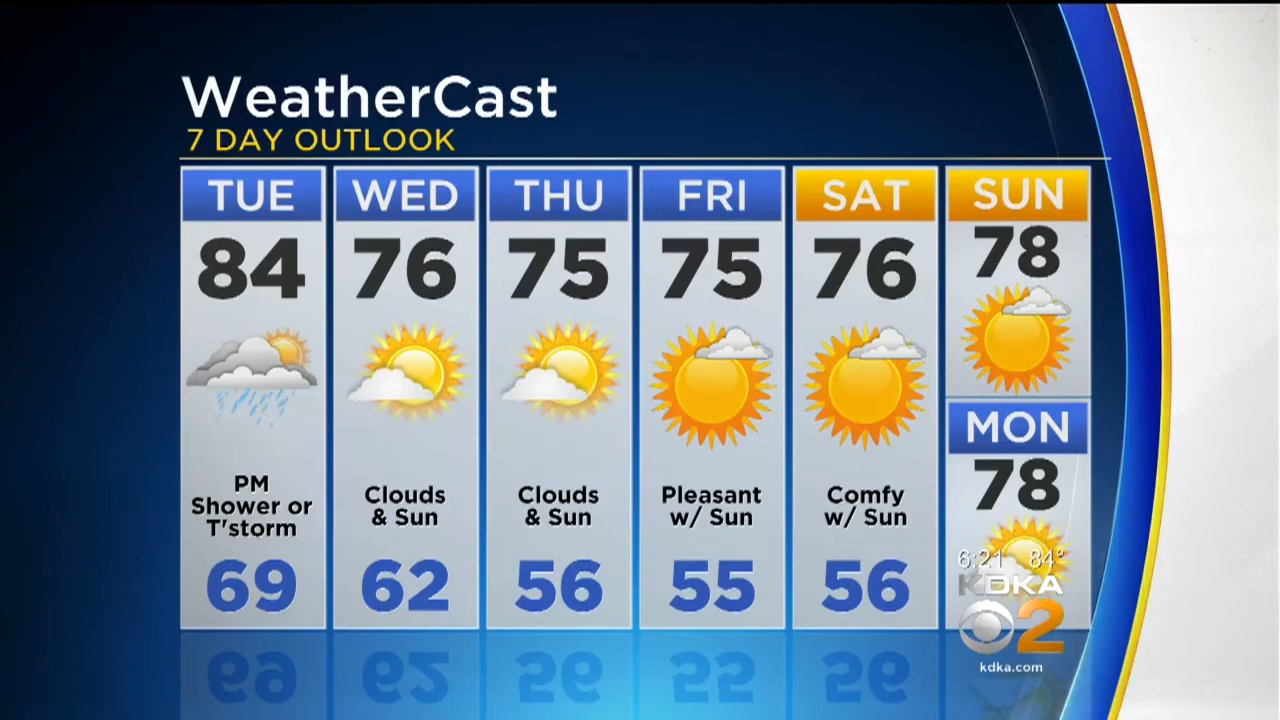 WeatherCast
7 DAY OUTLOOK
TUE
84
PM
Shower or
T'storm
69
WED
76
Clouds
& Sun
62
THU
75
Clouds
& Sun
56
FRI
75
Pleasant
w/ Sun
55
SAT
76
Comfy
w/ Sun
56
SUN
78
MON
78
6:21 84°
KDKA
2
kdka.com